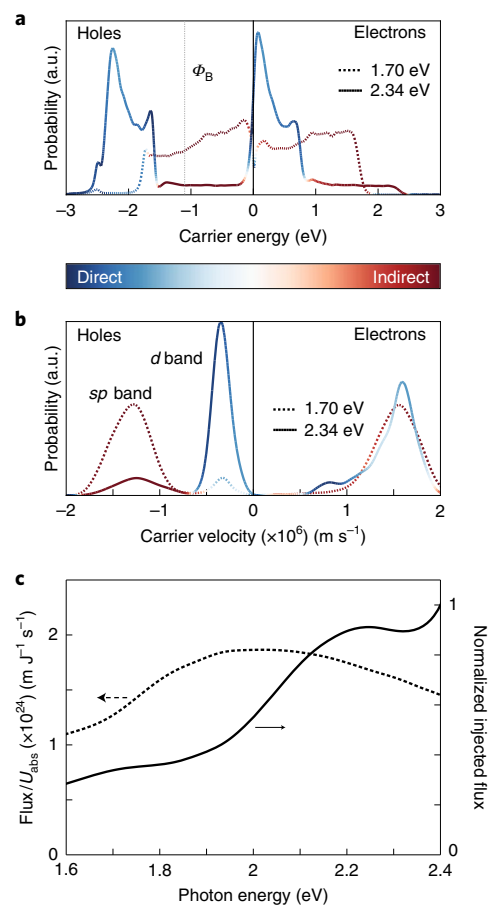 a
Holes
Electrons
Φ_B
1.70 eV
2.34 eV
Probability (a.u.)
−3 −2 −1 0 1 2 3
Carrier energy (eV)
Direct
Indirect
b
Holes
Electrons
d band
sp band
1.70 eV
2.34 eV
Probability (a.u.)
−2 −1 0 1 2
Carrier velocity (×10⁶) (m s⁻¹)
c
2
1
0
Flux/U_abs (×10²⁴) (m J⁻¹ s⁻¹)
1
0
Normalized injected
flux
1.6 1.8 2 2.2 2.4
Photon energy (eV)